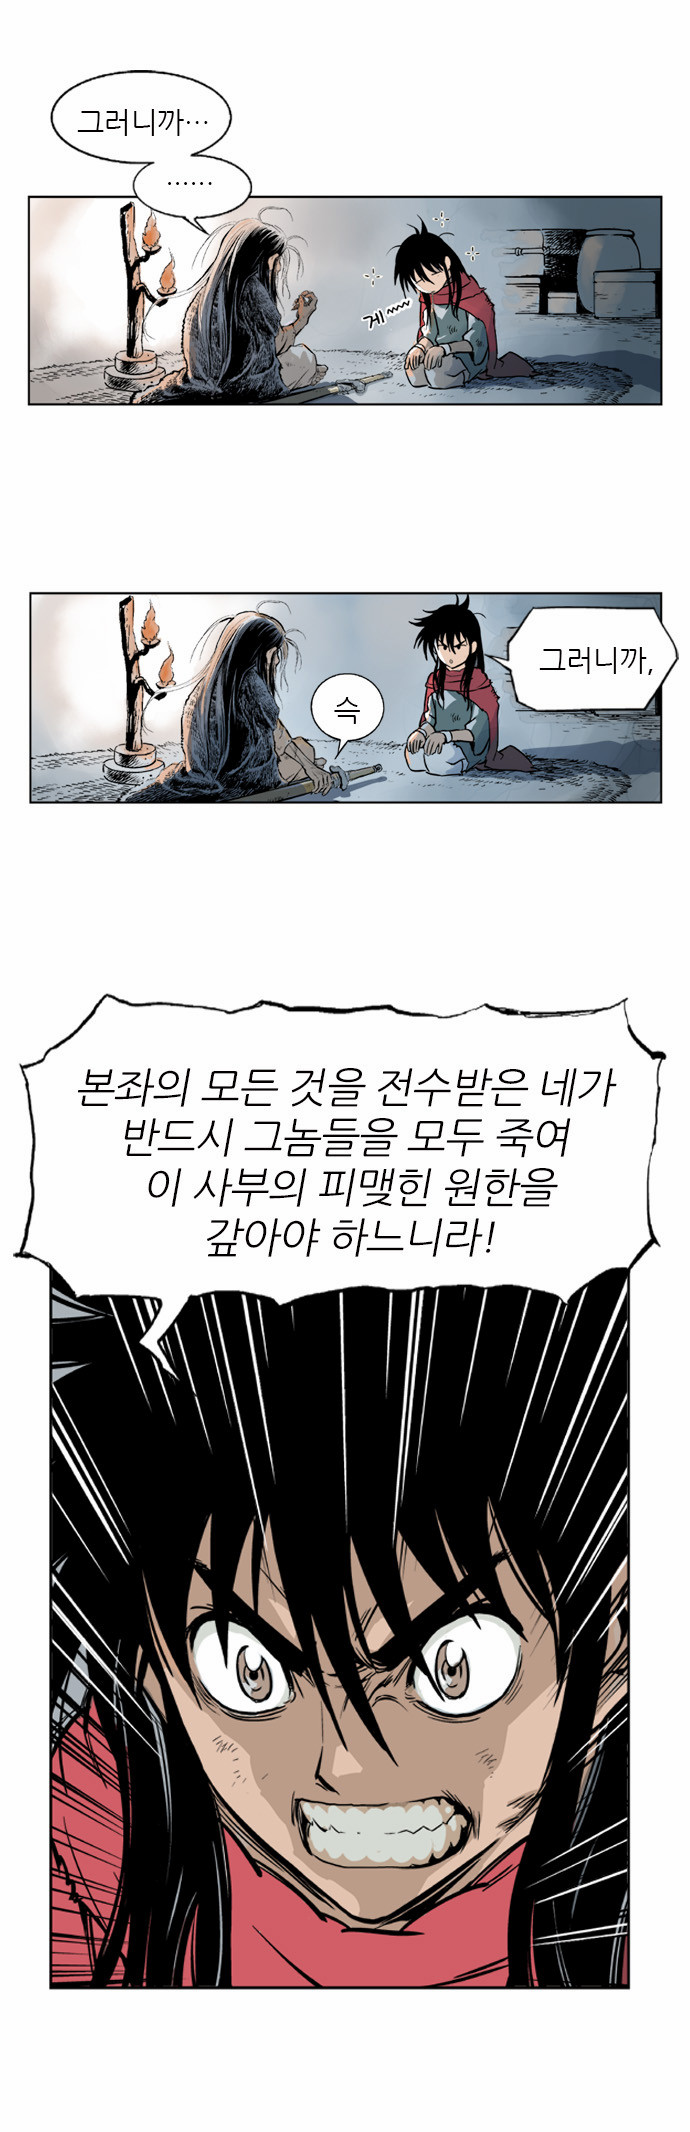 그러니까…
……
게~~
그러니까,
슥
본좌의 모든 것을 전수받은 네가
반드시 그놈들을 모두 죽여
이 사부의 피맺힌 원한을
갚아야 하느니라!